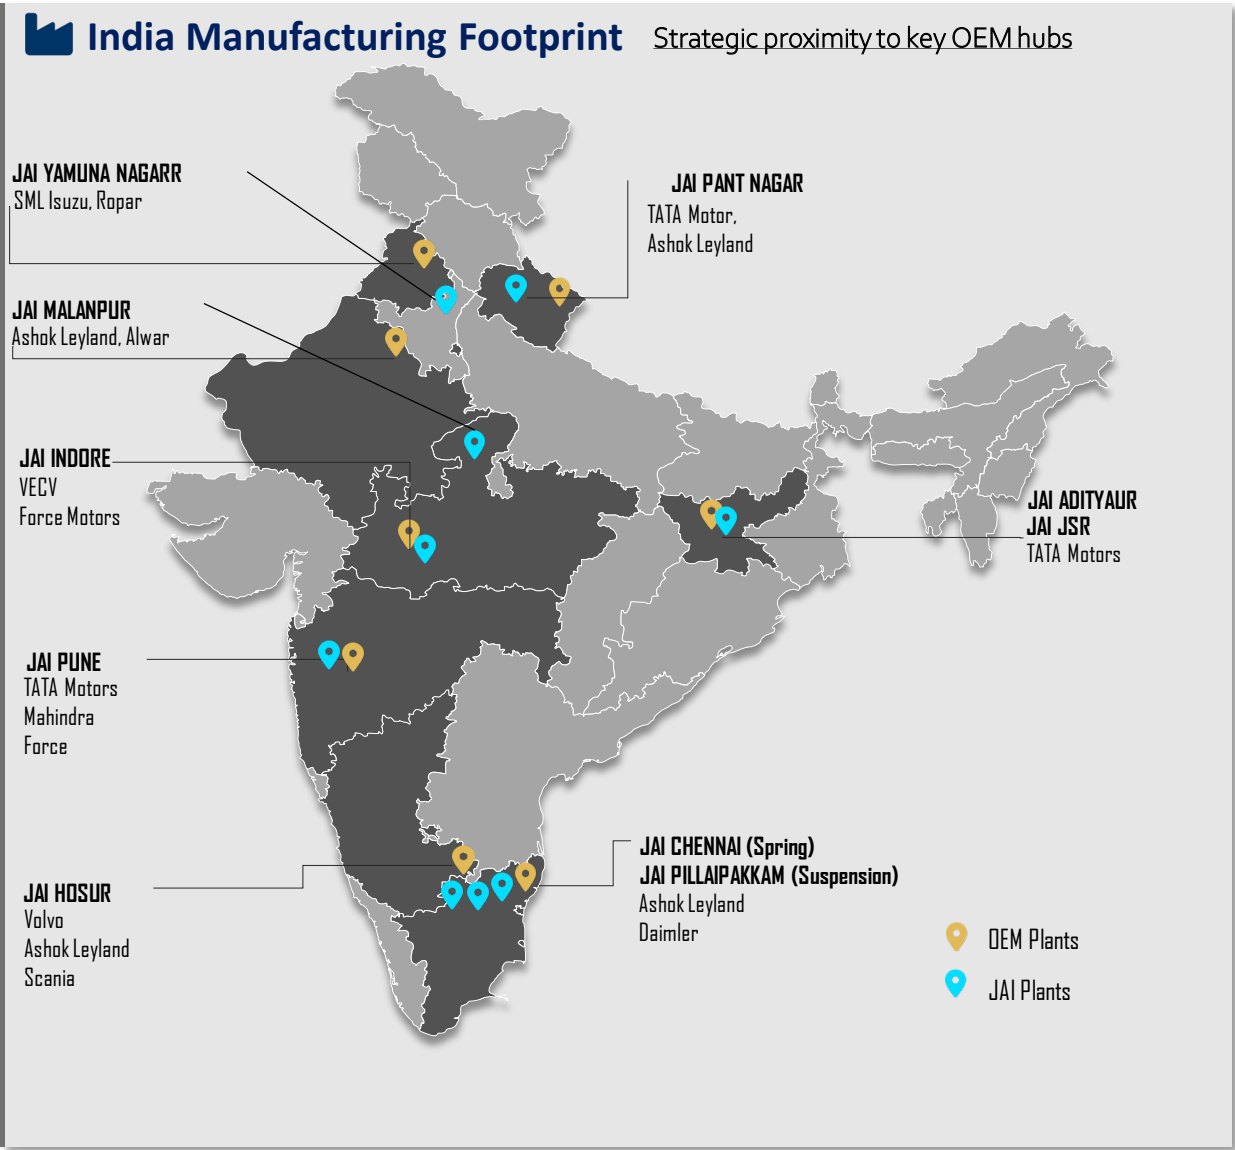 India Manufacturing Footprint
Strategic proximity to key OEM hubs
JAI YAMUNA NAGARR
SML Isuzu, Ropar
JAI PANT NAGAR
TATA Motor,
Ashok Leyland
JAI MALANPUR
Ashok Leyland, Alwar
JAI INDORE
VECV
Force Motors
JAI ADITYAUR
JAI JSR
TATA Motors
JAI PUNE
TATA Motors
Mahindra
Force
JAI CHENNAI (Spring)
JAI PILLAIPAKKAM (Suspension)
Ashok Leyland
Daimler
JAI HOSUR
Volvo
Ashok Leyland
Scania
OEM Plants
JAI Plants